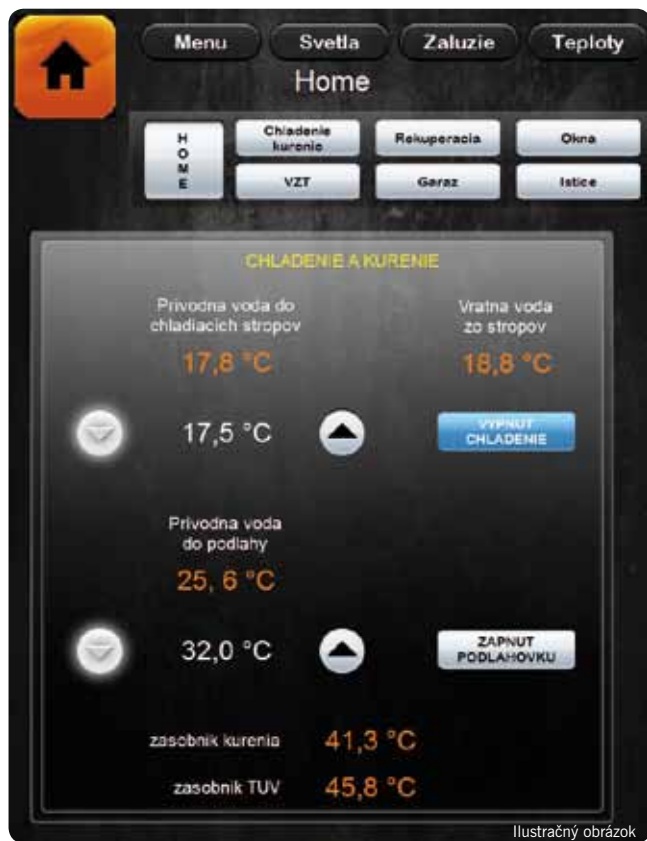 Menu Svetla Zaluzie Teploty
Home
HOME
Chladenie
kurenie
Rekuperacia
Okna
VZT
Garaz
Istice
CHLADENIE A KURENIE
Privodna voda do
chladiacich stropov
Vratna voda
zo stropov
17,8 °C
18,8 °C
17,5 °C
VYPNUT
CHLADENIE
Privodna voda
do podlahy
25, 6 °C
32,0 °C
ZAPNUT
PODLAHOVKU
zasobnik kurenia 41,3 °C
zasobnik TUV 45,8 °C
Ilustračný obrázok